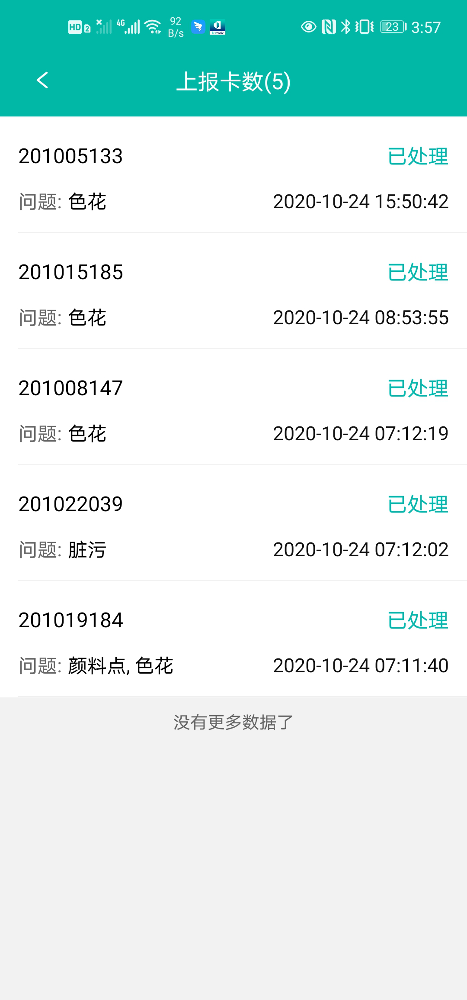 HD 2 4G 92 B/s 23 3:57
上报卡数(5)
201005133 已处理
问题: 色花 2020-10-24 15:50:42
201015185 已处理
问题: 色花 2020-10-24 08:53:55
201008147 已处理
问题: 色花 2020-10-24 07:12:19
201022039 已处理
问题: 脏污 2020-10-24 07:12:02
201019184 已处理
问题: 颜料点, 色花 2020-10-24 07:11:40
没有更多数据了